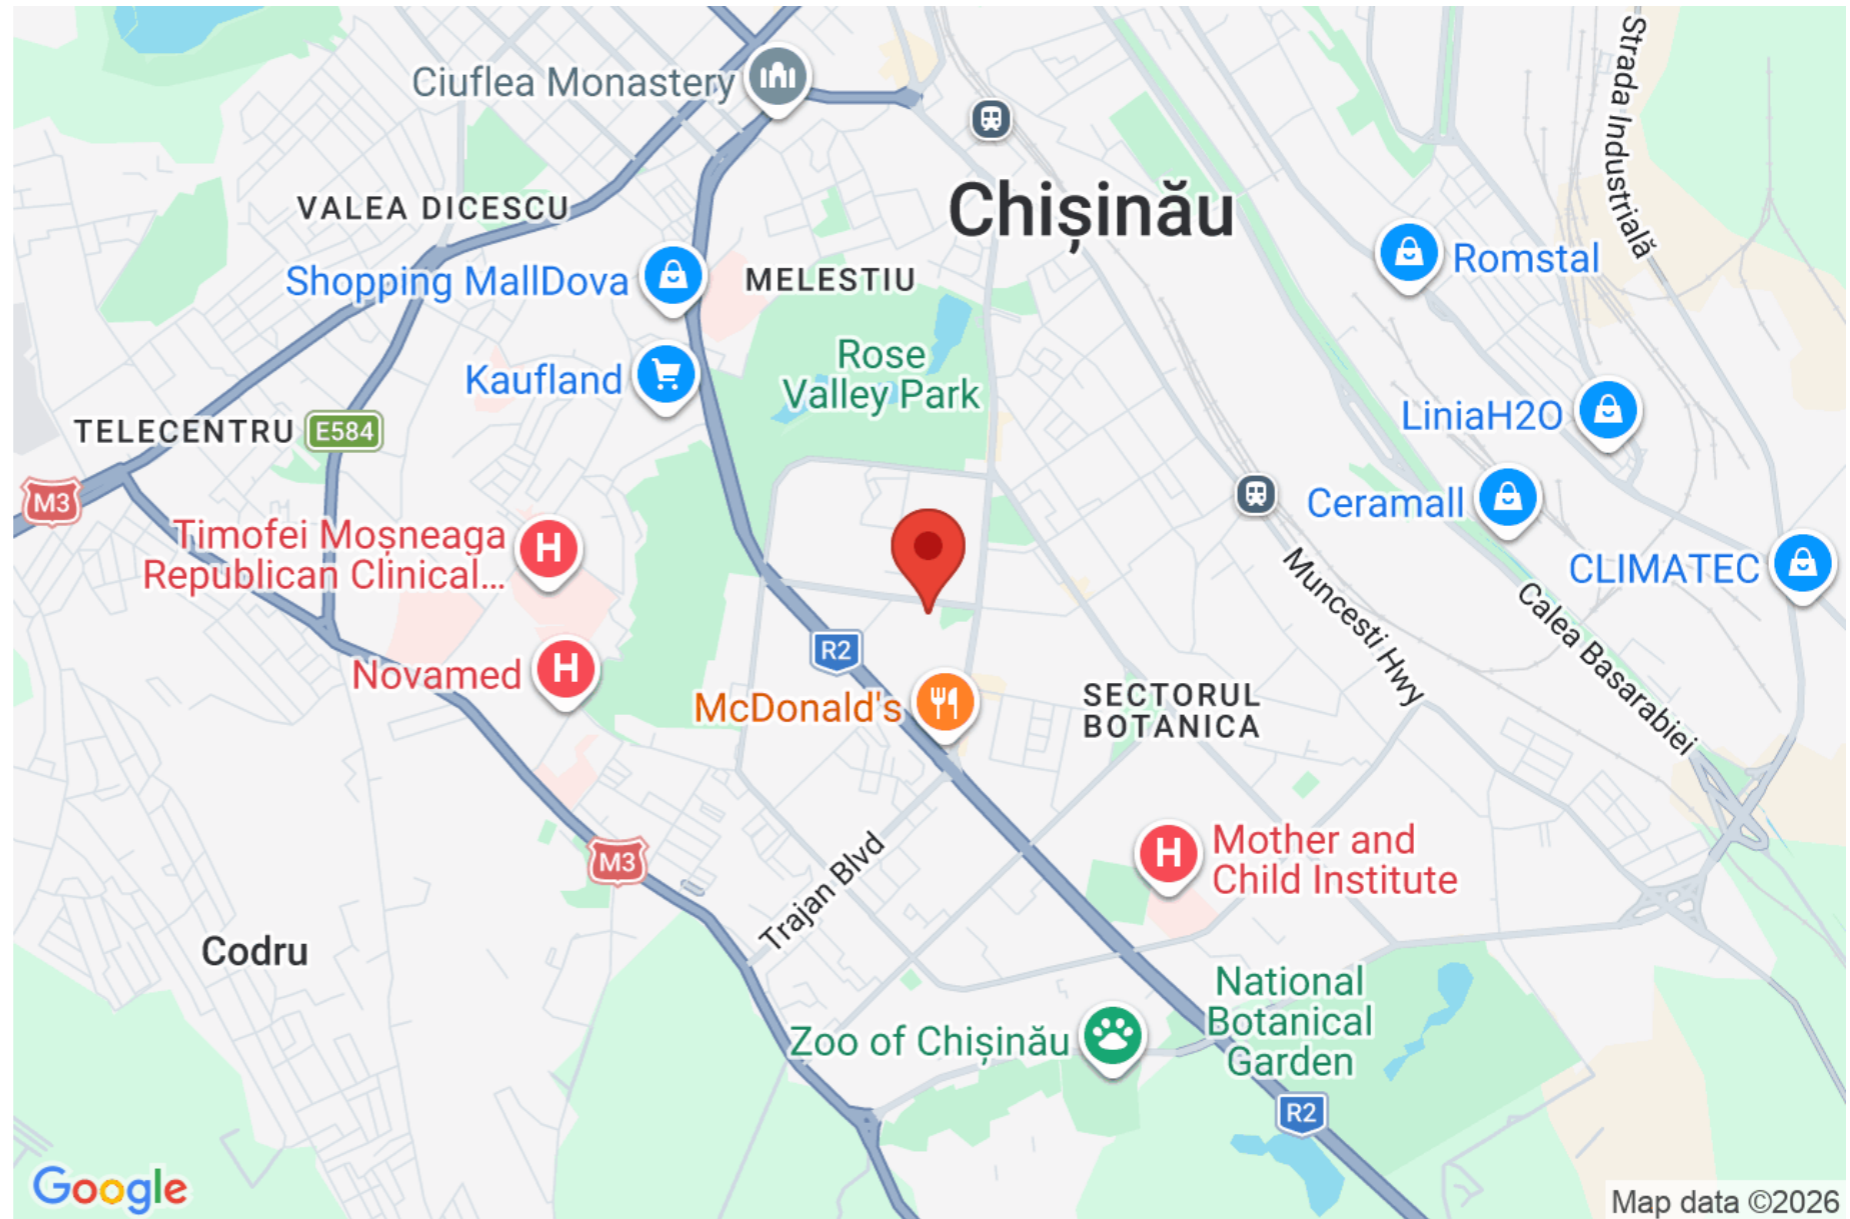 Ciuflea Monastery
Strada Industrială
Chișinău
VALEA DICESCU
Shopping MallDova
MELESTIU
Romstal
Rose
Valley Park
Kaufland
LiniaH2O
TELECENTRU
E584
M3
Ceramall
Timofei Moșneaga
Republican Clinical...
H
CLIMATEC
Muncesti Hwy
Calea Basarabiei
R2
Novamed
H
McDonald's
SECTORUL
BOTANICA
M3
Trajan Blvd
H
Mother and
Child Institute
Codru
National
Botanical
Garden
Zoo of Chișinău
R2
Google
Map data ©2026